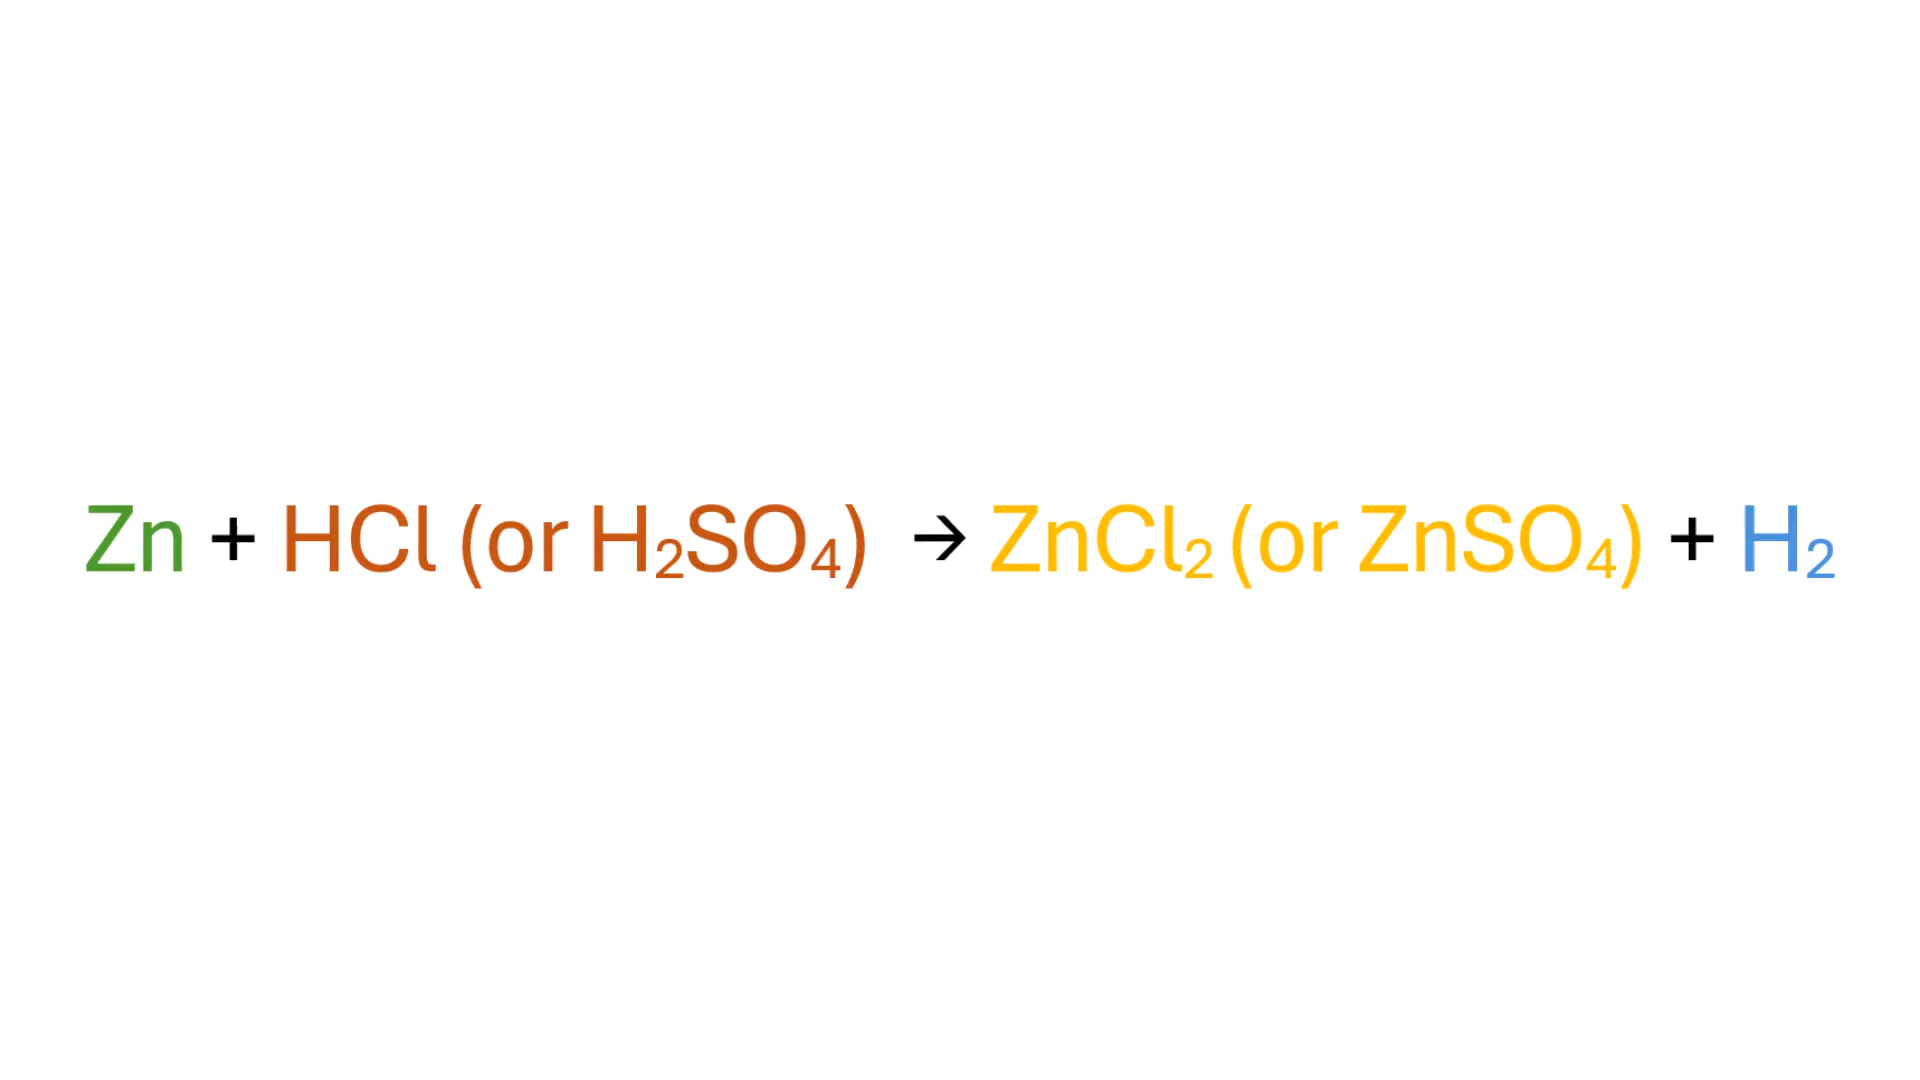 Zn + HCl (or H₂SO₄) → ZnCl₂ (or ZnSO₄) + H₂